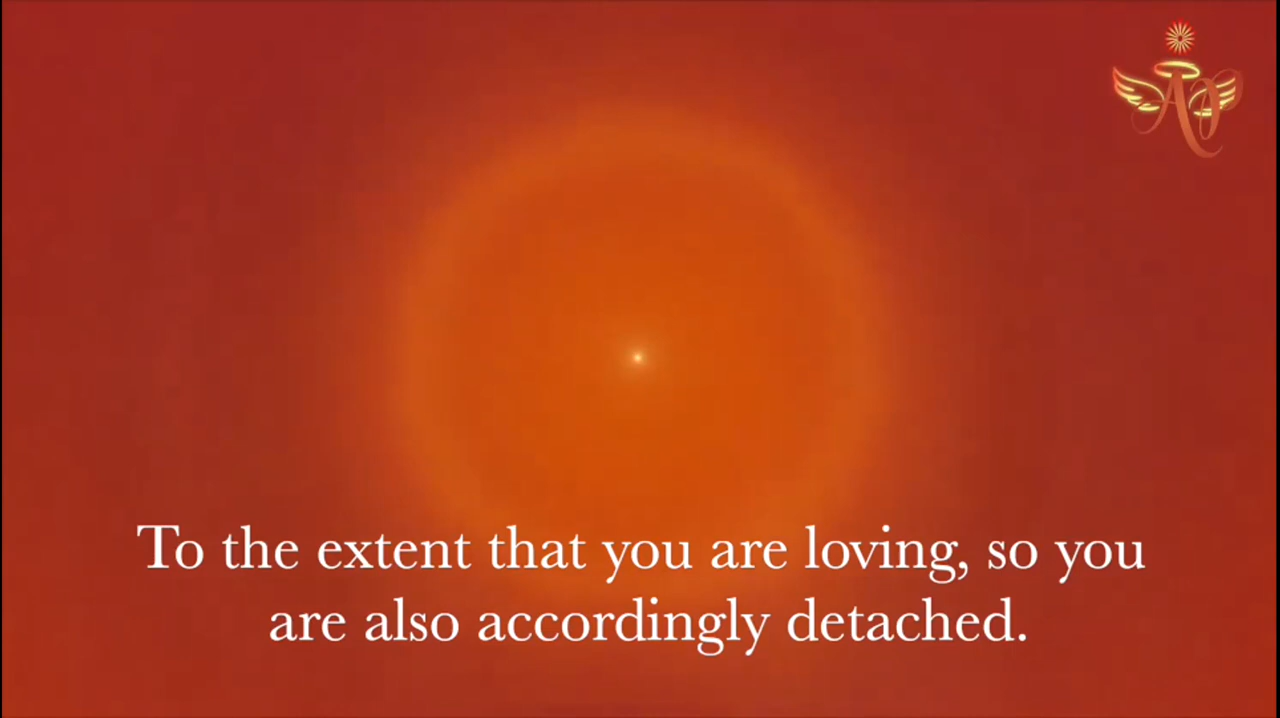 To the extent that you are loving, so you
are also accordingly detached.